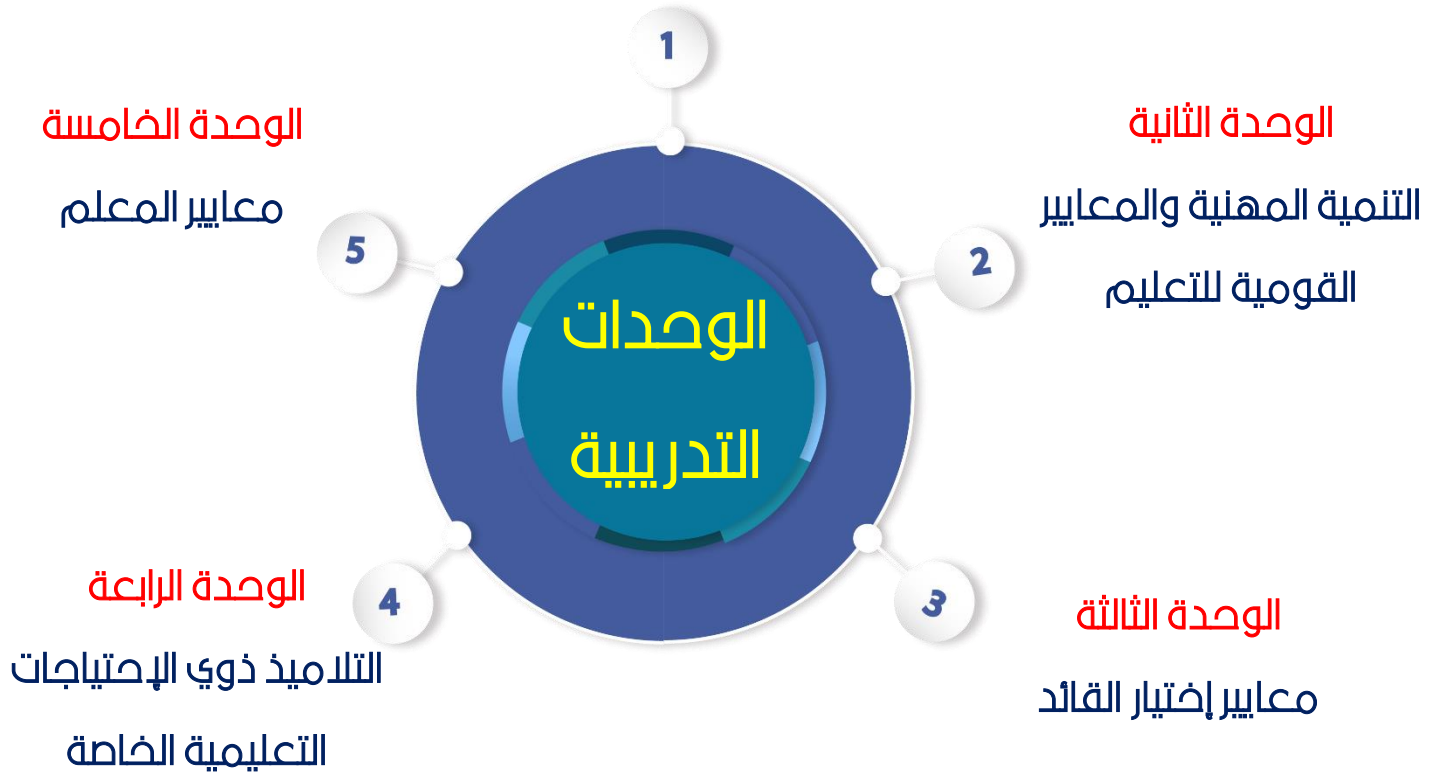 1
الوحدة الثانية
التنمية المهنية والمعايير
القومية للتعليم
2
الوحدة الثالثة
معايير إختيار القائد
3
الوحدة الرابعة
التلاميذ ذوي الإحتياجات
التعليمية الخاصة
4
الوحدة الخامسة
معايير المعلم
5
الوحدات
التدريبية